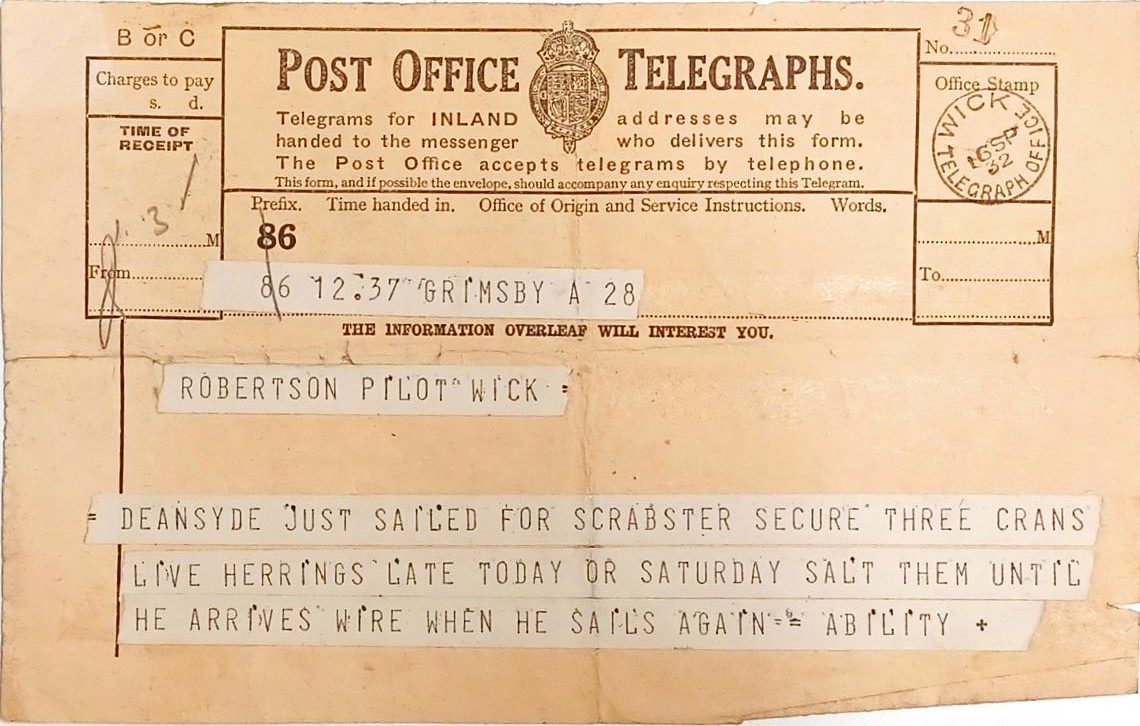 B or C
31
No.
Charges to pay
s. d.
POST OFFICE TELEGRAPHS.
Office Stamp
WICK
TELEGRAPH OFFICE
16 SP
32
TIME OF
RECEIPT
Telegrams for INLAND addresses may be
handed to the messenger who delivers this form.
The Post Office accepts telegrams by telephone.
This form, and if possible the envelope, should accompany any enquiry respecting this Telegram.
Prefix. Time handed in. Office of Origin and Service Instructions. Words.
86
1.3
M
M
From
To
86 12.37 GRIMSBY A 28
THE INFORMATION OVERLEAF WILL INTEREST YOU.
ROBERTSON PILOT WICK =
= DEANSYDE JUST SAILED FOR SCRABSTER SECURE THREE CRANS
LIVE HERRINGS LATE TODAY OR SATURDAY SALT THEM UNTIL
HE ARRIVES WIRE WHEN HE SAILS AGAIN = = ABILITY +